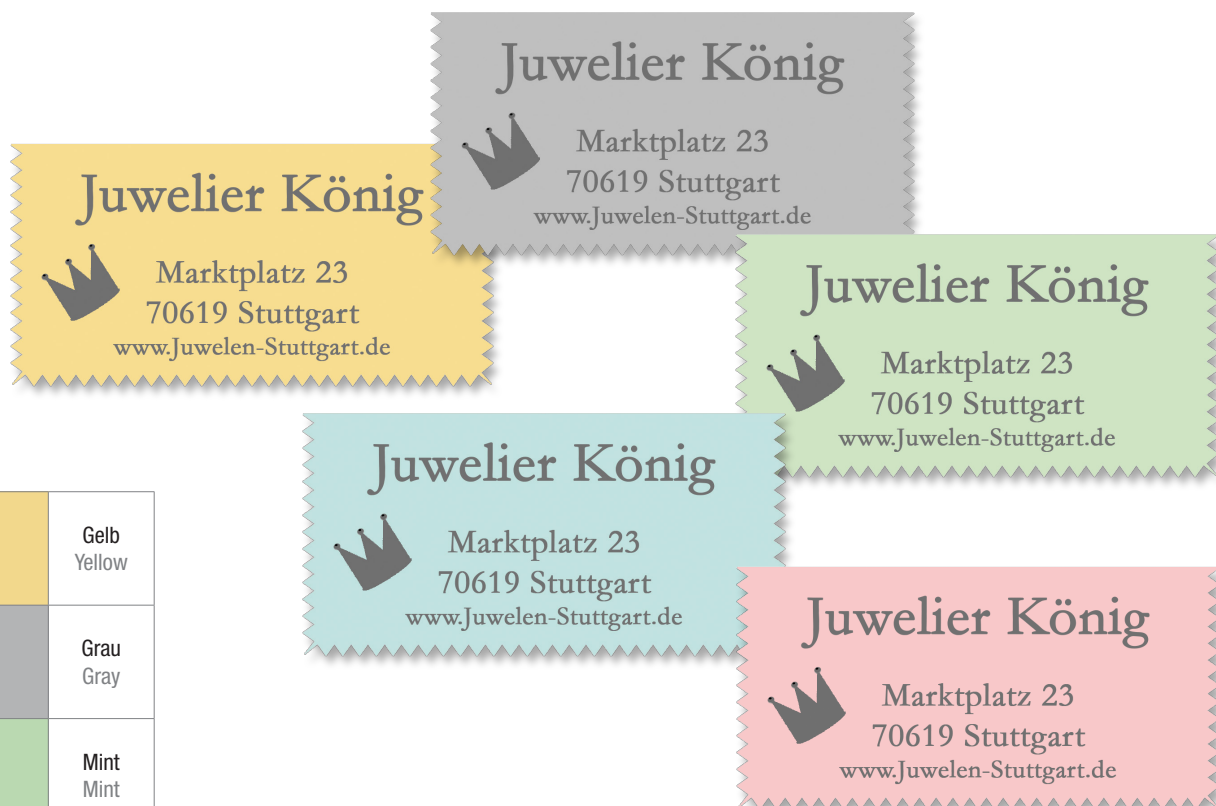 Juwelier König
Marktplatz 23
70619 Stuttgart
www.Juwelen-Stuttgart.de
Juwelier König
Marktplatz 23
70619 Stuttgart
www.Juwelen-Stuttgart.de
Juwelier König
Marktplatz 23
70619 Stuttgart
www.Juwelen-Stuttgart.de
Juwelier König
Marktplatz 23
70619 Stuttgart
www.Juwelen-Stuttgart.de
Juwelier König
Marktplatz 23
70619 Stuttgart
www.Juwelen-Stuttgart.de
Gelb
Yellow
Grau
Gray
Mint
Mint